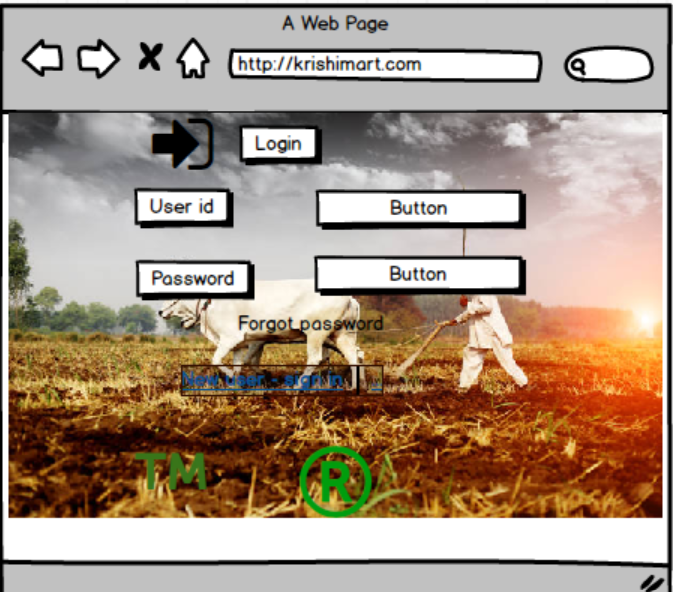 A Web Page
http://krishimart.com
Login
User id
Button
Password
Button
Forgot password
New user - sign in
TM
®